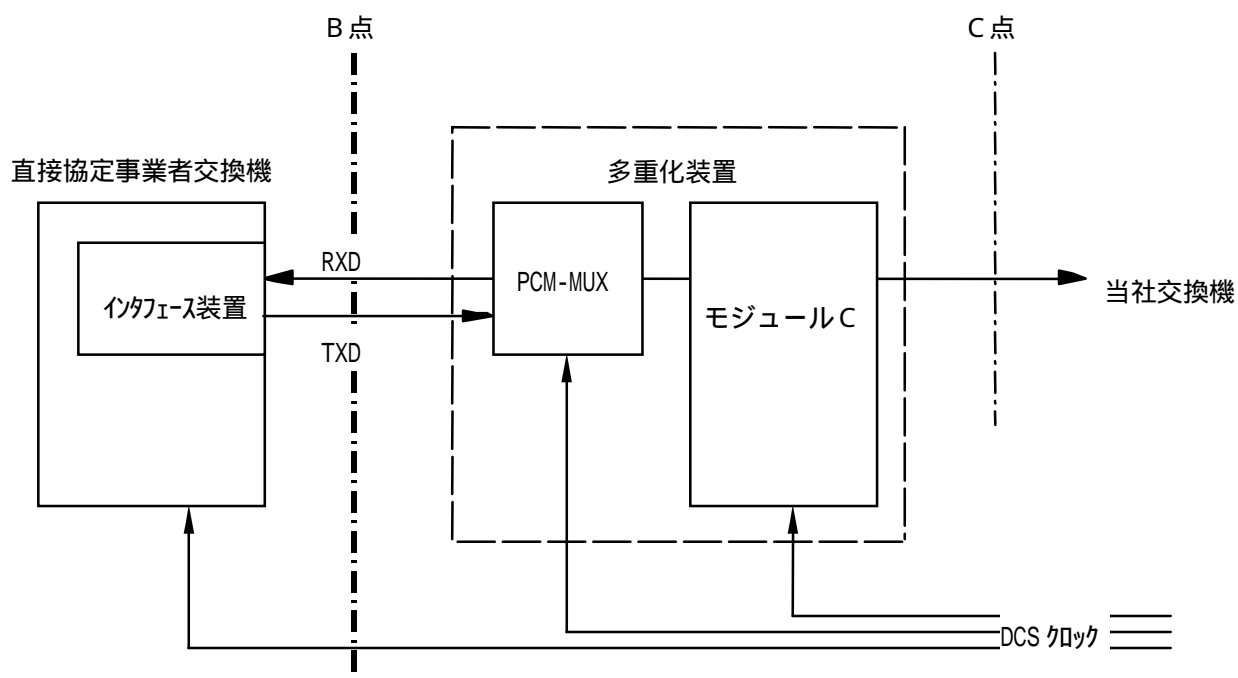 B点
C点
直接協定事業者交換機
多重化装置
RXD
PCM-MUX
インタフェース装置
モジュールC
当社交換機
TXD
DCS クロック